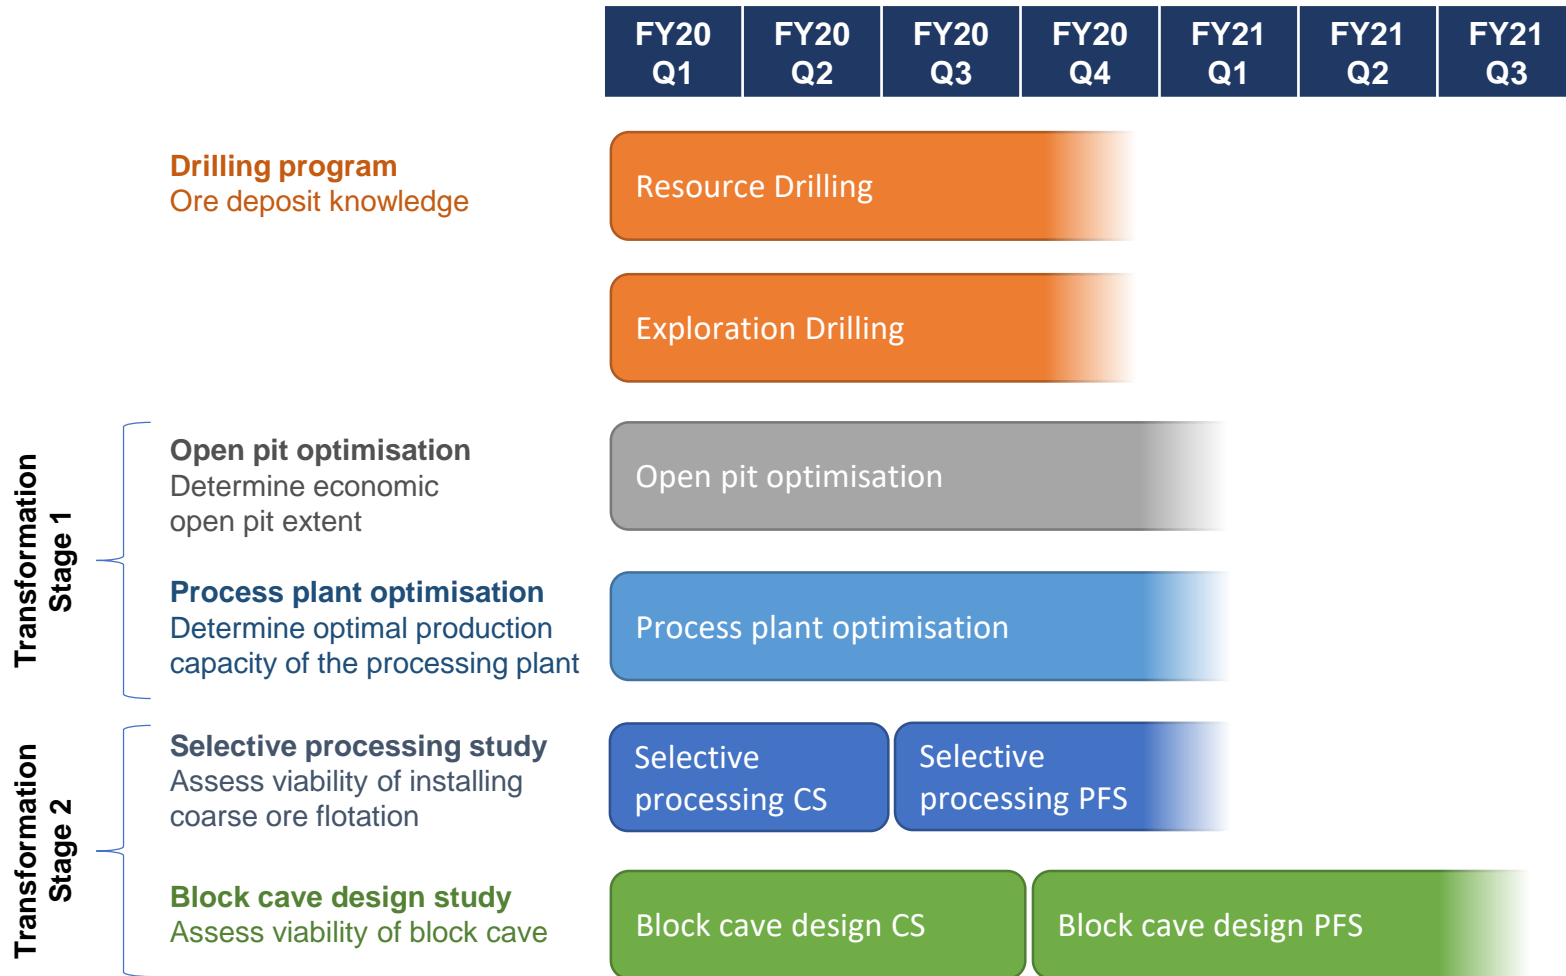 FY20 Q1
FY20 Q2
FY20 Q3
FY20 Q4
FY21 Q1
FY21 Q2
FY21 Q3
Drilling program
Ore deposit knowledge
Resource Drilling
Exploration Drilling
Transformation
Stage 1
Open pit optimisation
Determine economic
open pit extent
Open pit optimisation
Process plant optimisation
Determine optimal production
capacity of the processing plant
Process plant optimisation
Transformation
Stage 2
Selective processing study
Assess viability of installing
coarse ore flotation
Selective
processing CS
Selective
processing PFS
Block cave design study
Assess viability of block cave
Block cave design CS
Block cave design PFS